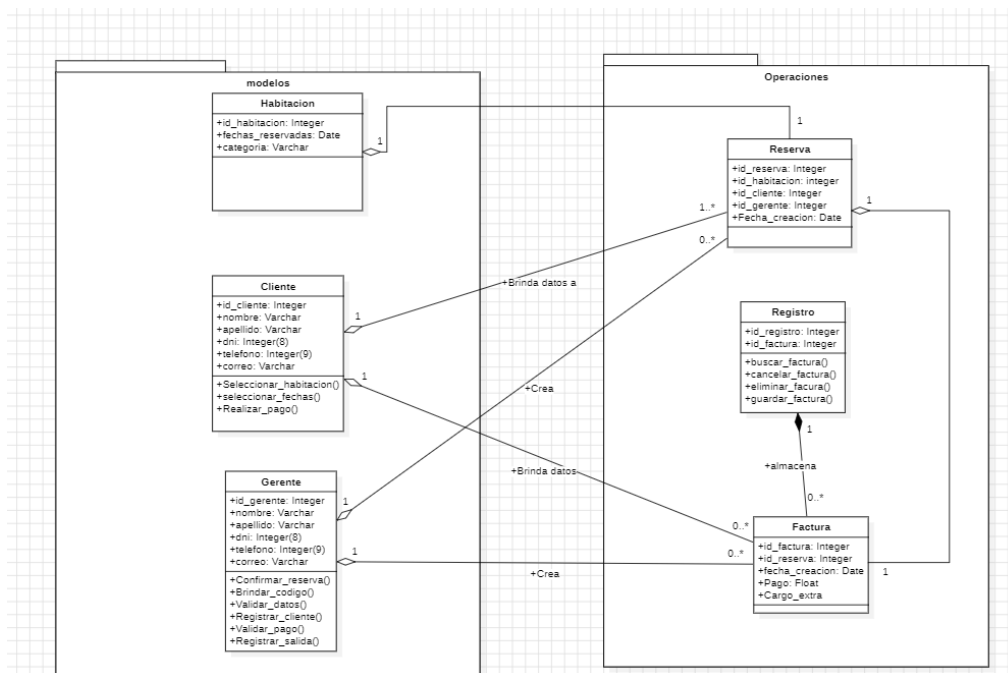 modelos
Habitacion
+id_habitacion: Integer
+fechas_reservadas: Date
+categoria: Varchar
1
Cliente
+id_cliente: Integer
+nombre: Varchar
+apellido: Varchar
+dni: Integer(8)
+telefono: Integer(9)
+correo: Varchar
+Seleccionar_habitacion()
+seleccionar_fechas()
+Realizar_pago()
1
1
Gerente
+id_gerente: Integer
+nombre: Varchar
+apellido: Varchar
+dni: Integer(8)
+telefono: Integer(9)
+correo: Varchar
+Confirmar_reserva()
+Brindar_codigo()
+Validar_datos()
+Registrar_cliente()
+Validar_pago()
+Registrar_salida()
1
1
+Brinda datos a
+Crea
+Brinda datos
+Crea
Operaciones
1
Reserva
+id_reserva: Integer
+id_habitacion: integer
+id_cliente: Integer
+id_gerente: Integer
+Fecha_creacion: Date
1..*
0..*
1
Registro
+id_registro: Integer
+id_factura: Integer
+buscar_factura()
+cancelar_factura()
+eliminar_facura()
+guardar_factura()
1
+almacena
0..*
Factura
+id_factura: Integer
+id_reserva: Integer
+fecha_creacion: Date
+Pago: Float
+Cargo_extra
0..*
0..*
1